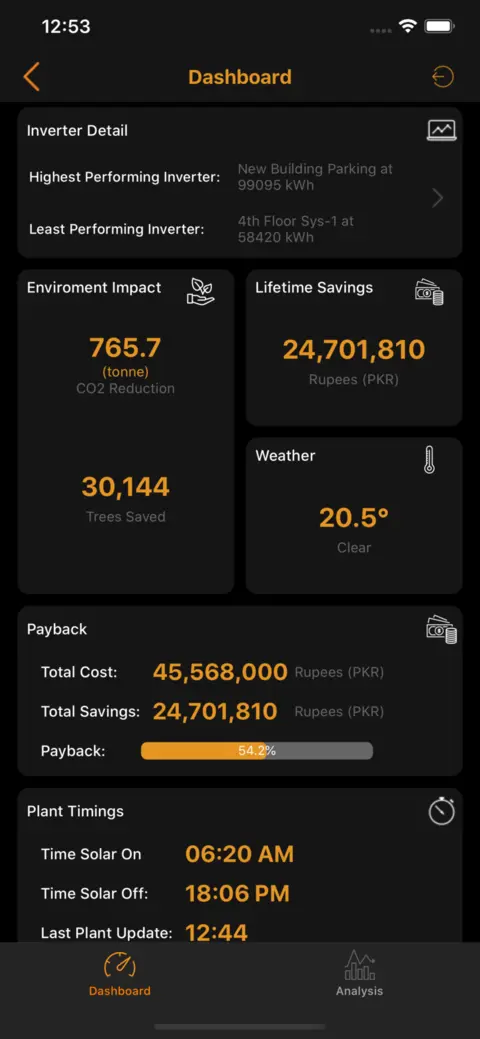 12:53
Dashboard
Inverter Detail
Highest Performing Inverter:
New Building Parking at
99095 kWh
Least Performing Inverter:
4th Floor Sys-1 at
58420 kWh
Enviroment Impact
765.7
(tonne)
CO2 Reduction
30,144
Trees Saved
Lifetime Savings
24,701,810
Rupees (PKR)
Weather
20.5°
Clear
Payback
Total Cost: 45,568,000 Rupees (PKR)
Total Savings: 24,701,810 Rupees (PKR)
Payback: 54.2%
Plant Timings
Time Solar On 06:20 AM
Time Solar Off: 18:06 PM
Last Plant Update: 12:44
Dashboard
Analysis